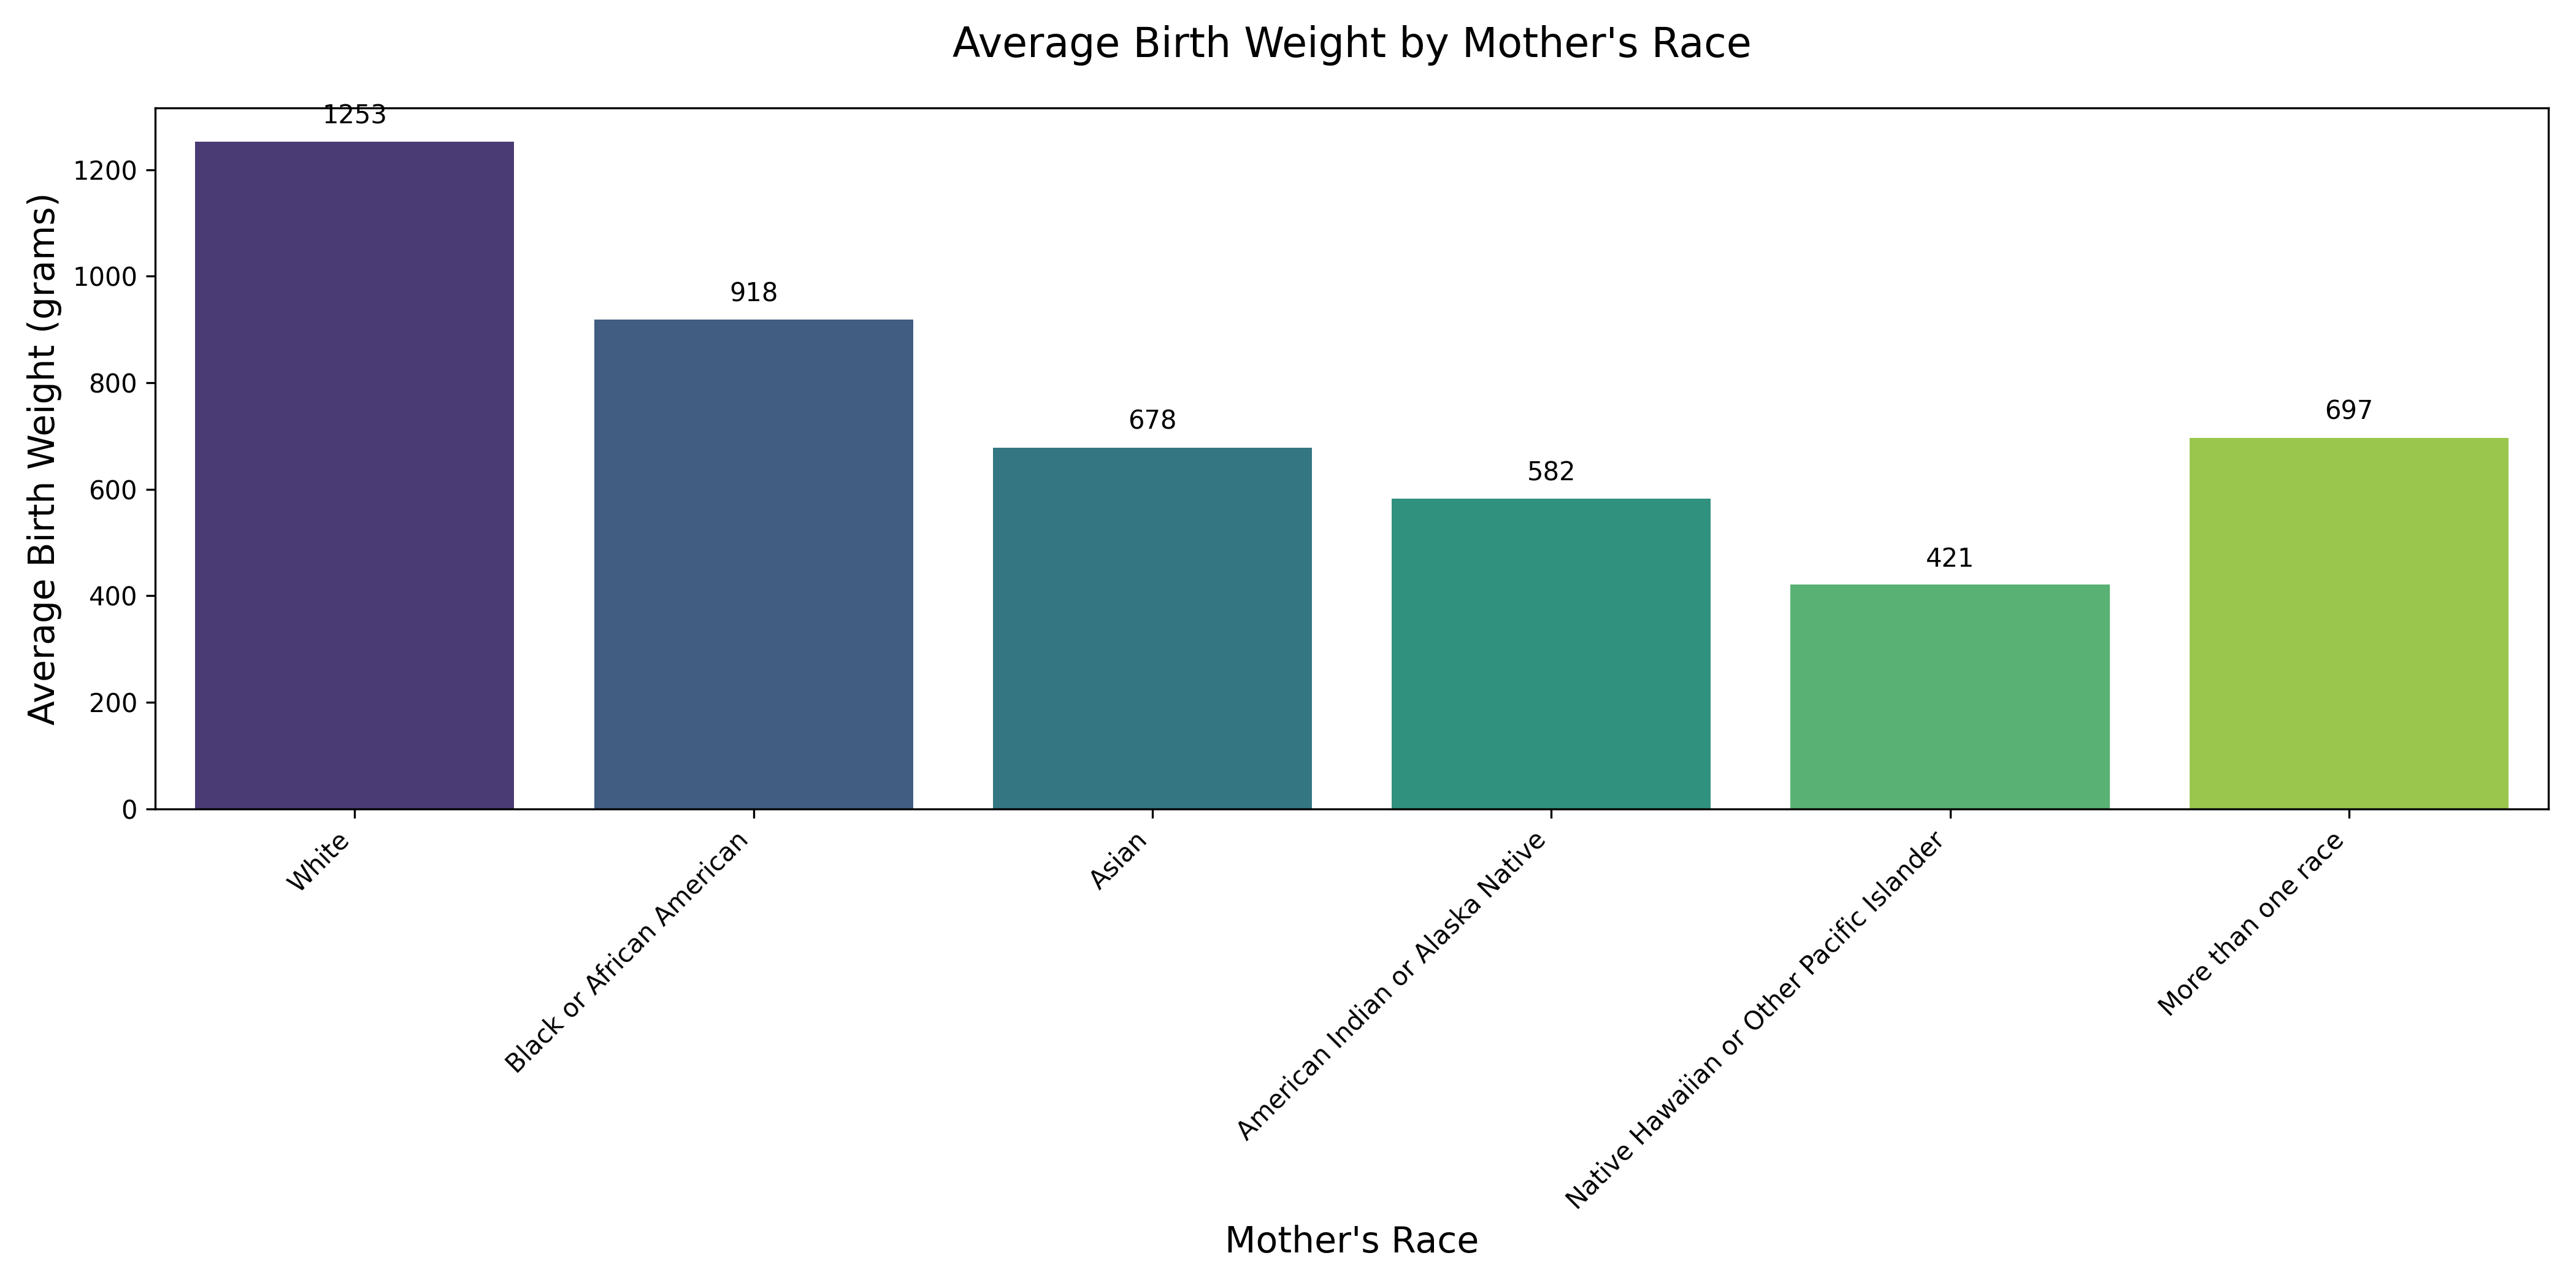 Average Birth Weight by Mother's Race
Average Birth Weight (grams)
1200
1000
800
600
400
200
0
1253
918
678
582
421
697
White
Black or African American
Asian
American Indian or Alaska Native
Native Hawaiian or Other Pacific Islander
More than one race
Mother's Race